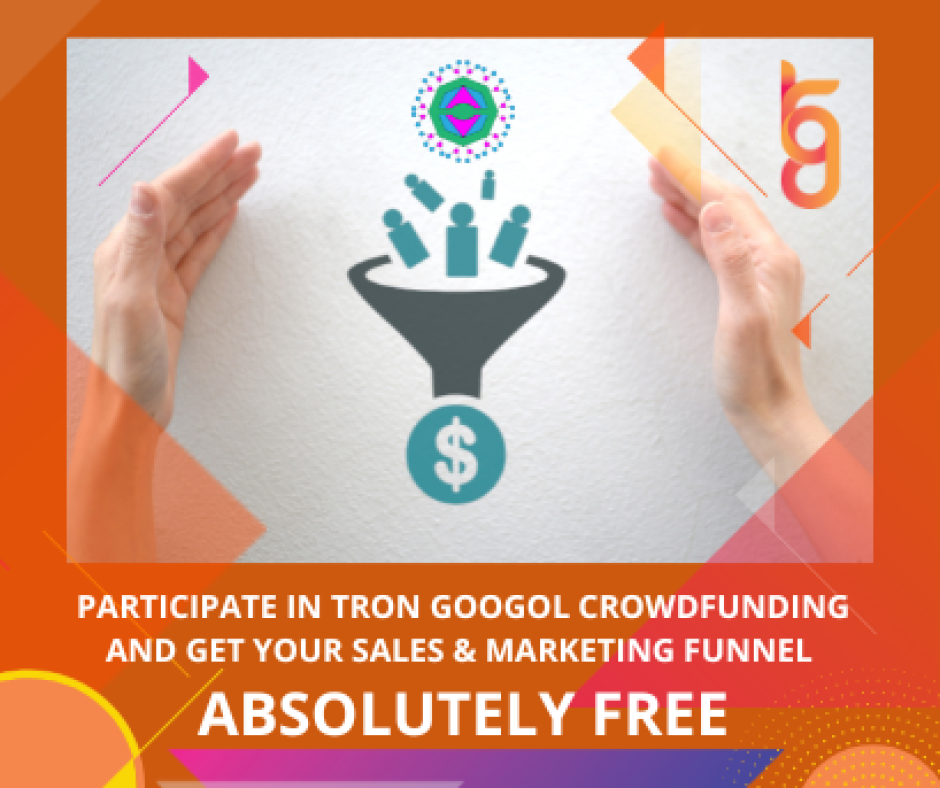 $
PARTICIPATE IN TRON GOOGOL CROWDFUNDING
AND GET YOUR SALES & MARKETING FUNNEL
ABSOLUTELY FREE